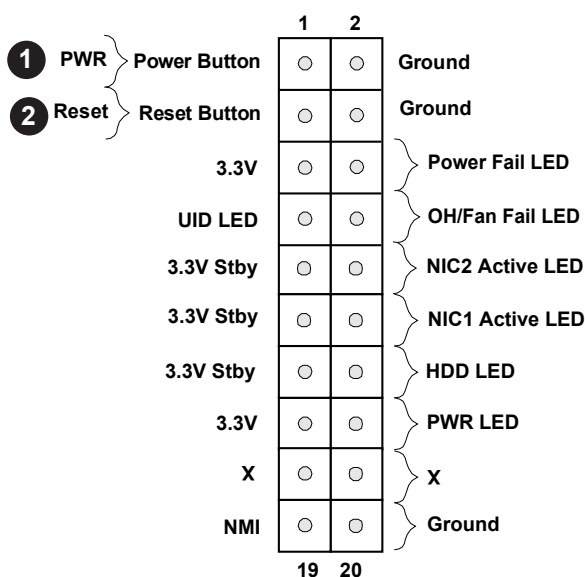 1 2
1 PWR Power Button Ground
2 Reset Reset Button Ground
3.3V Power Fail LED
UID LED OH/Fan Fail LED
3.3V Stby NIC2 Active LED
3.3V Stby NIC1 Active LED
3.3V Stby HDD LED
3.3V PWR LED
X X
NMI Ground
19 20